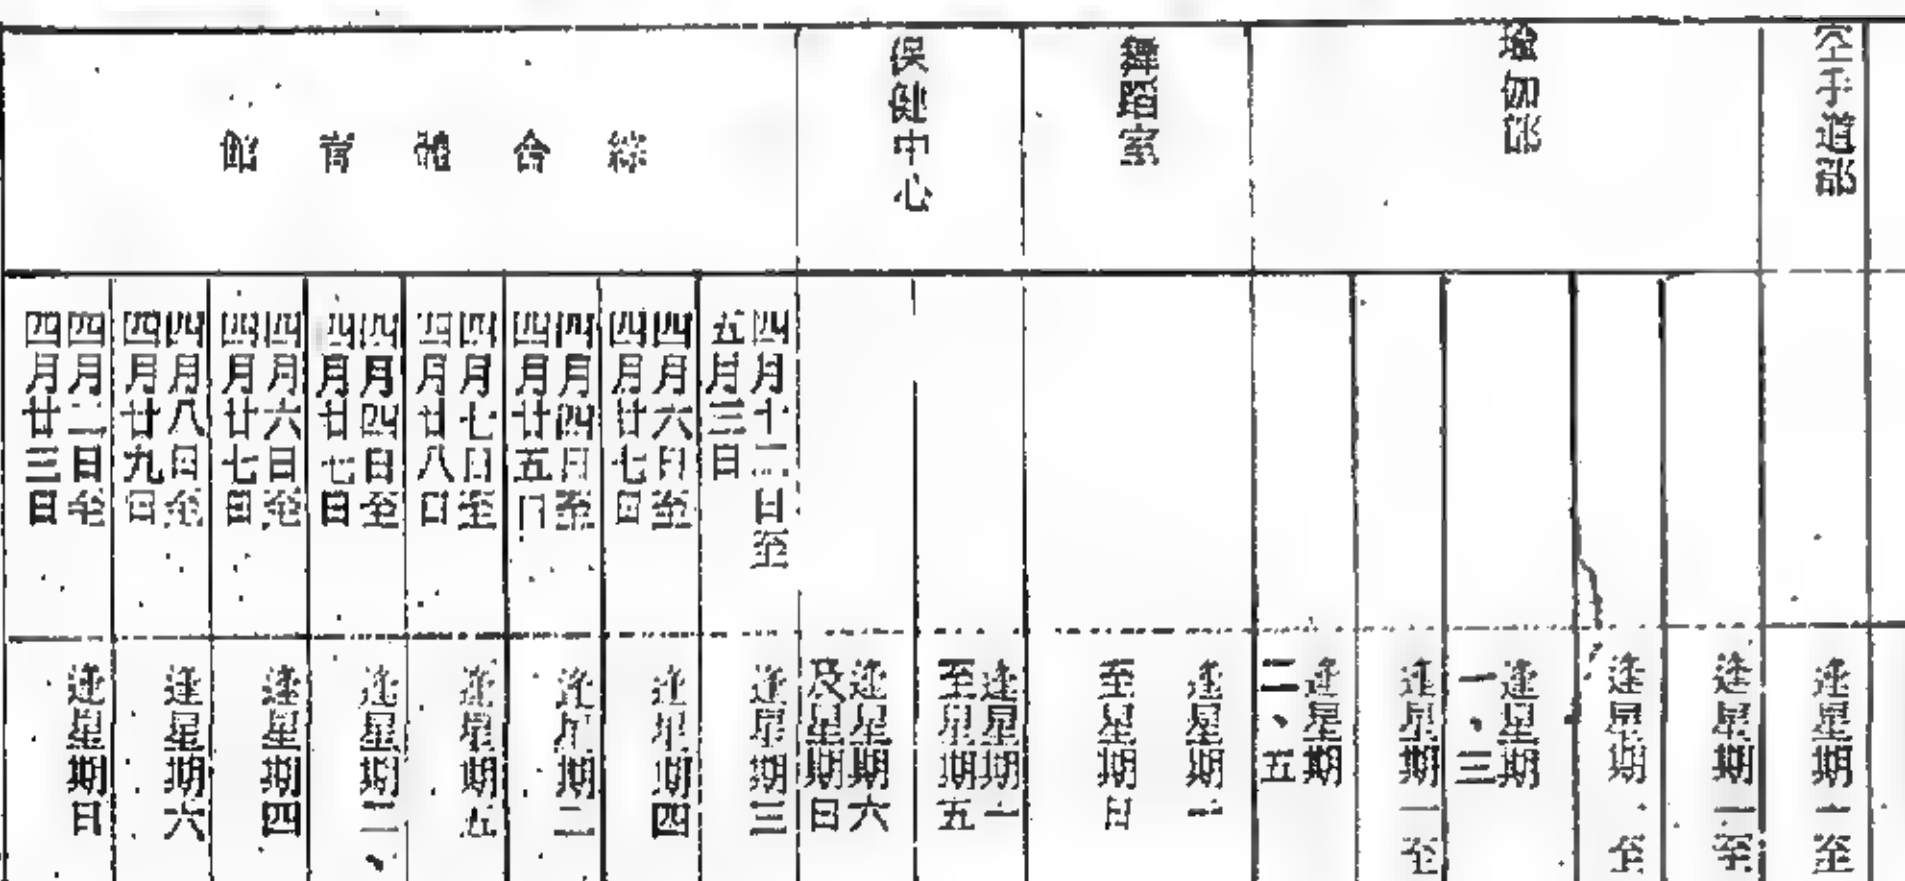 空手道部
瑜伽部
舞蹈室
保健中心
綜合體育館
四月十二日至
五月三日
四月六日至
四月廿七日
四月四日至
四月廿五日
四月七日至
四月廿八日
四月四日至
四月廿七日
四月六日至
四月廿七日
四月八日至
四月廿九日
四月二日至
四月廿三日
逢星期一至
逢星期一至
逢星期 至
逢星期
一、三
逢星期一至
逢星期
二、五
逢星期一
至星期日
逢星期一
至星期五
逢星期六
及星期日
逢星期三
逢星期四
逢星期二
逢星期五
逢星期二、
逢星期四
逢星期六
逢星期日